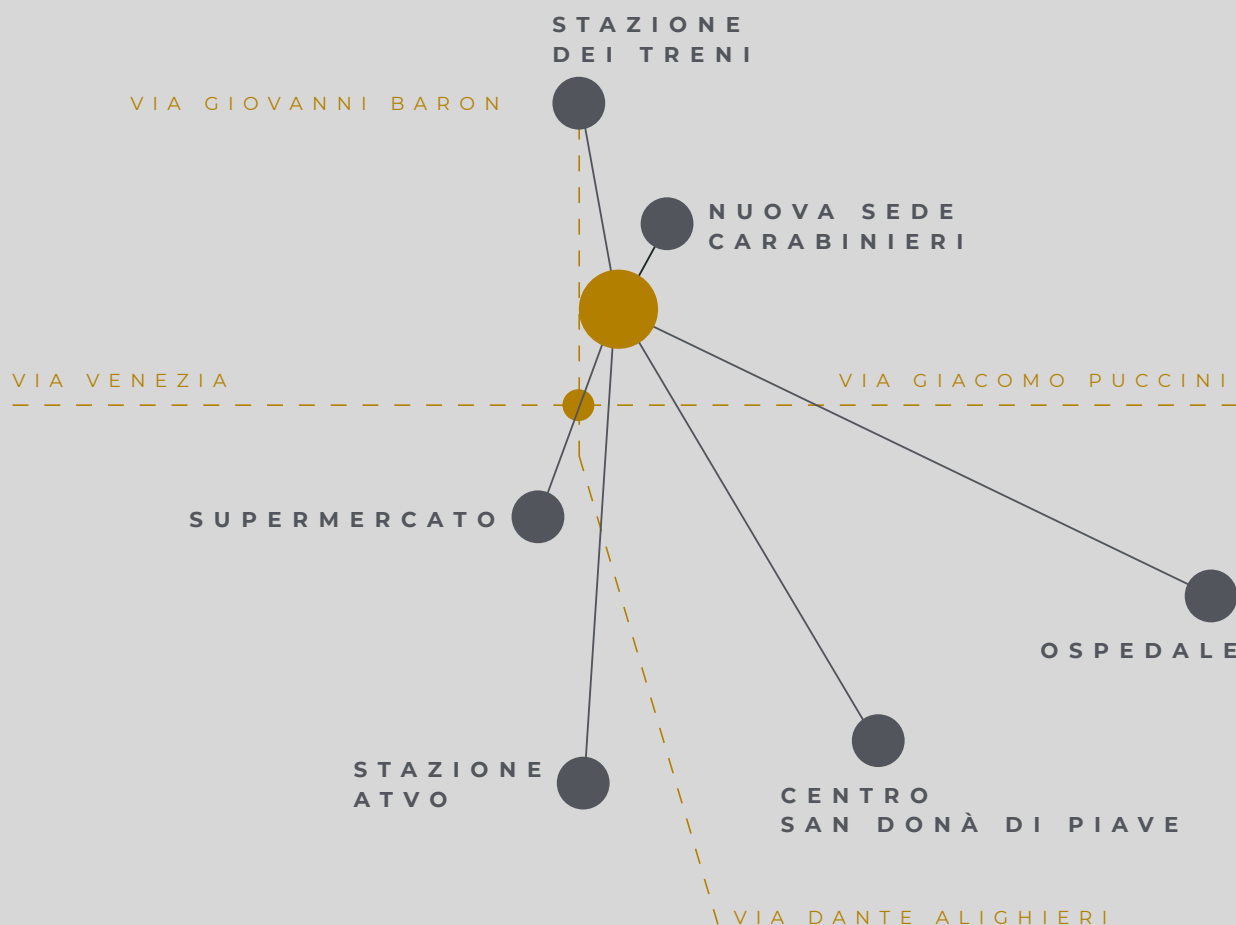 STAZIONE
DEI TRENI
VIA GIOVANNI BARON
NUOVA SEDE
CARABINIERI
VIA VENEZIA
VIA GIACOMO PUCCINI
SUPERMERCATO
OSPEDALE
STAZIONE
ATVO
CENTRO
SAN DONÀ DI PIAVE
VIA DANTE ALIGHIERI